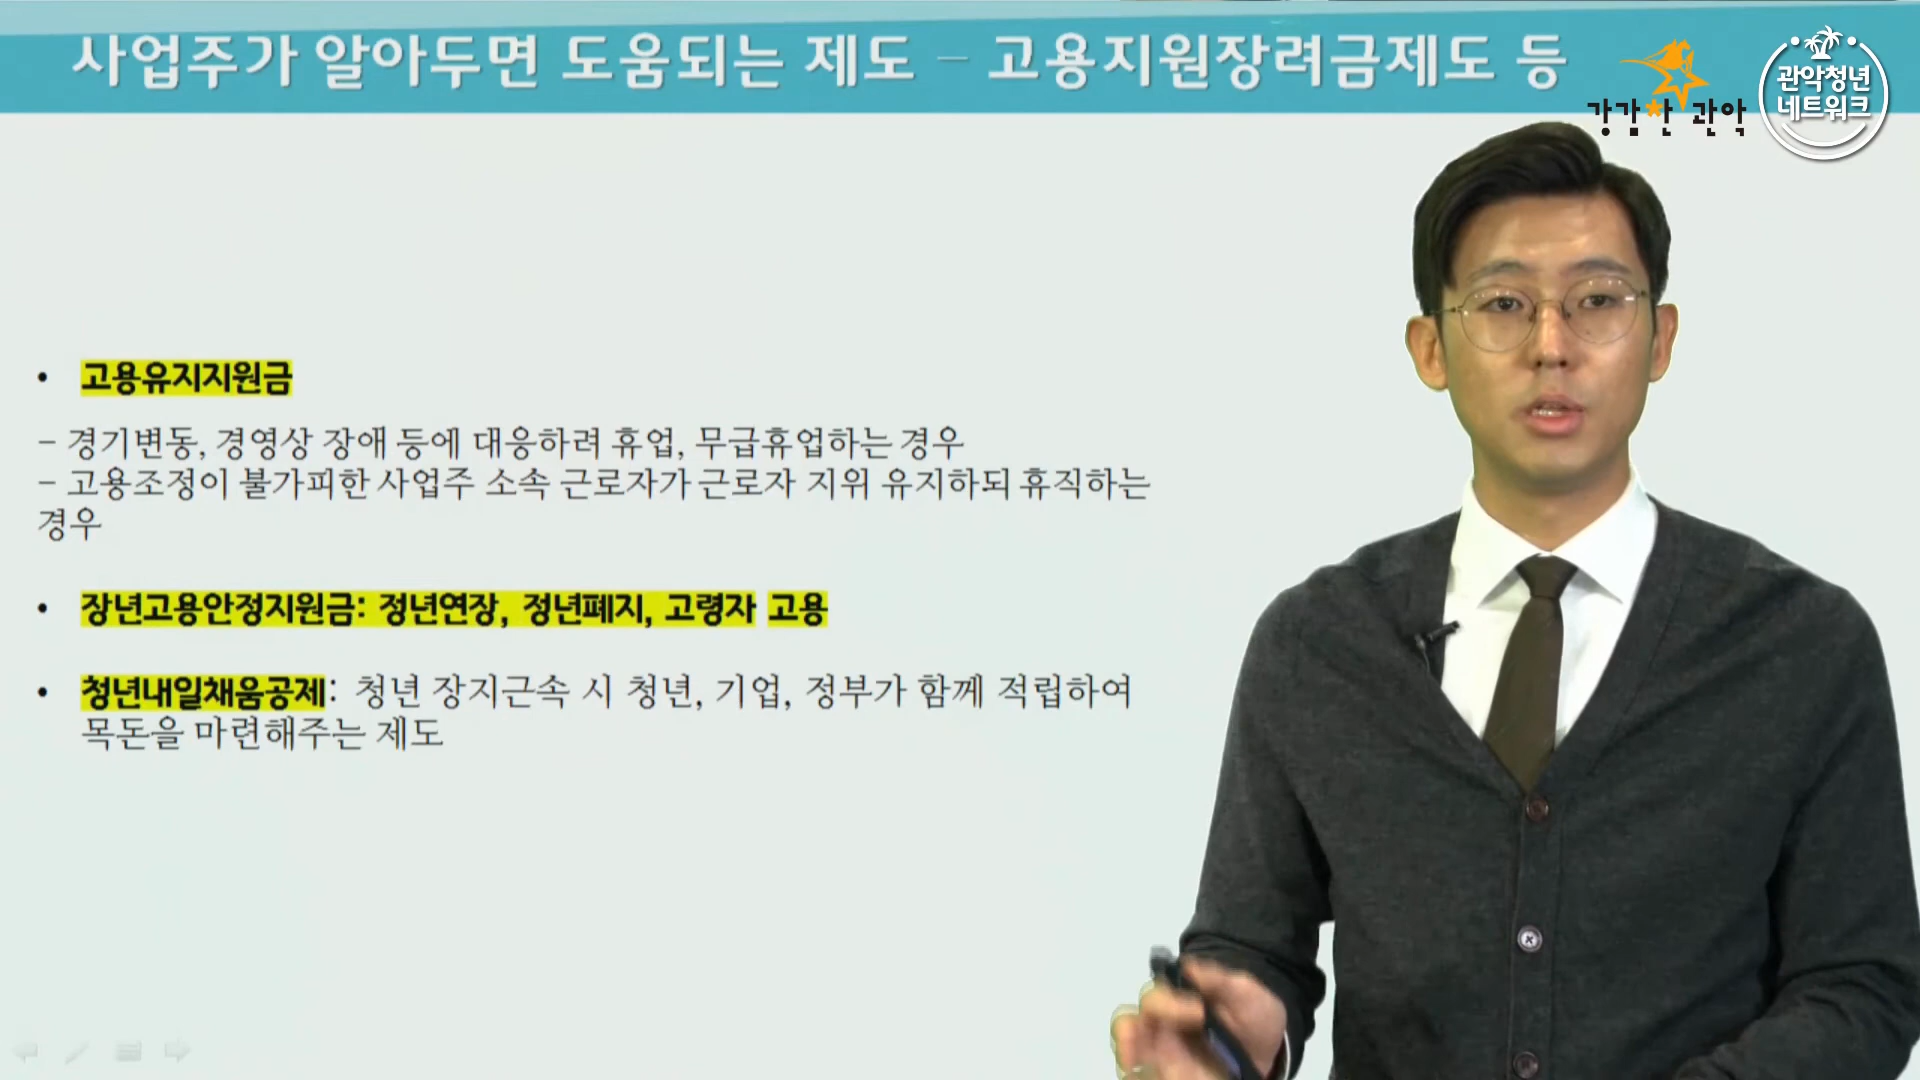 사업주가 알아두면 도움되는 제도 – 고용지원장려금제도 등
강감찬 관악
관악청년
네트워크
• 고용유지지원금
– 경기변동, 경영상 장애 등에 대응하려 휴업, 무급휴업하는 경우
– 고용조정이 불가피한 사업주 소속 근로자가 근로자 지위 유지하되 휴직하는
경우
• 장년고용안정지원금: 정년연장, 정년폐지, 고령자 고용
• 청년내일채움공제: 청년 장지근속 시 청년, 기업, 정부가 함께 적립하여
목돈을 마련해주는 제도